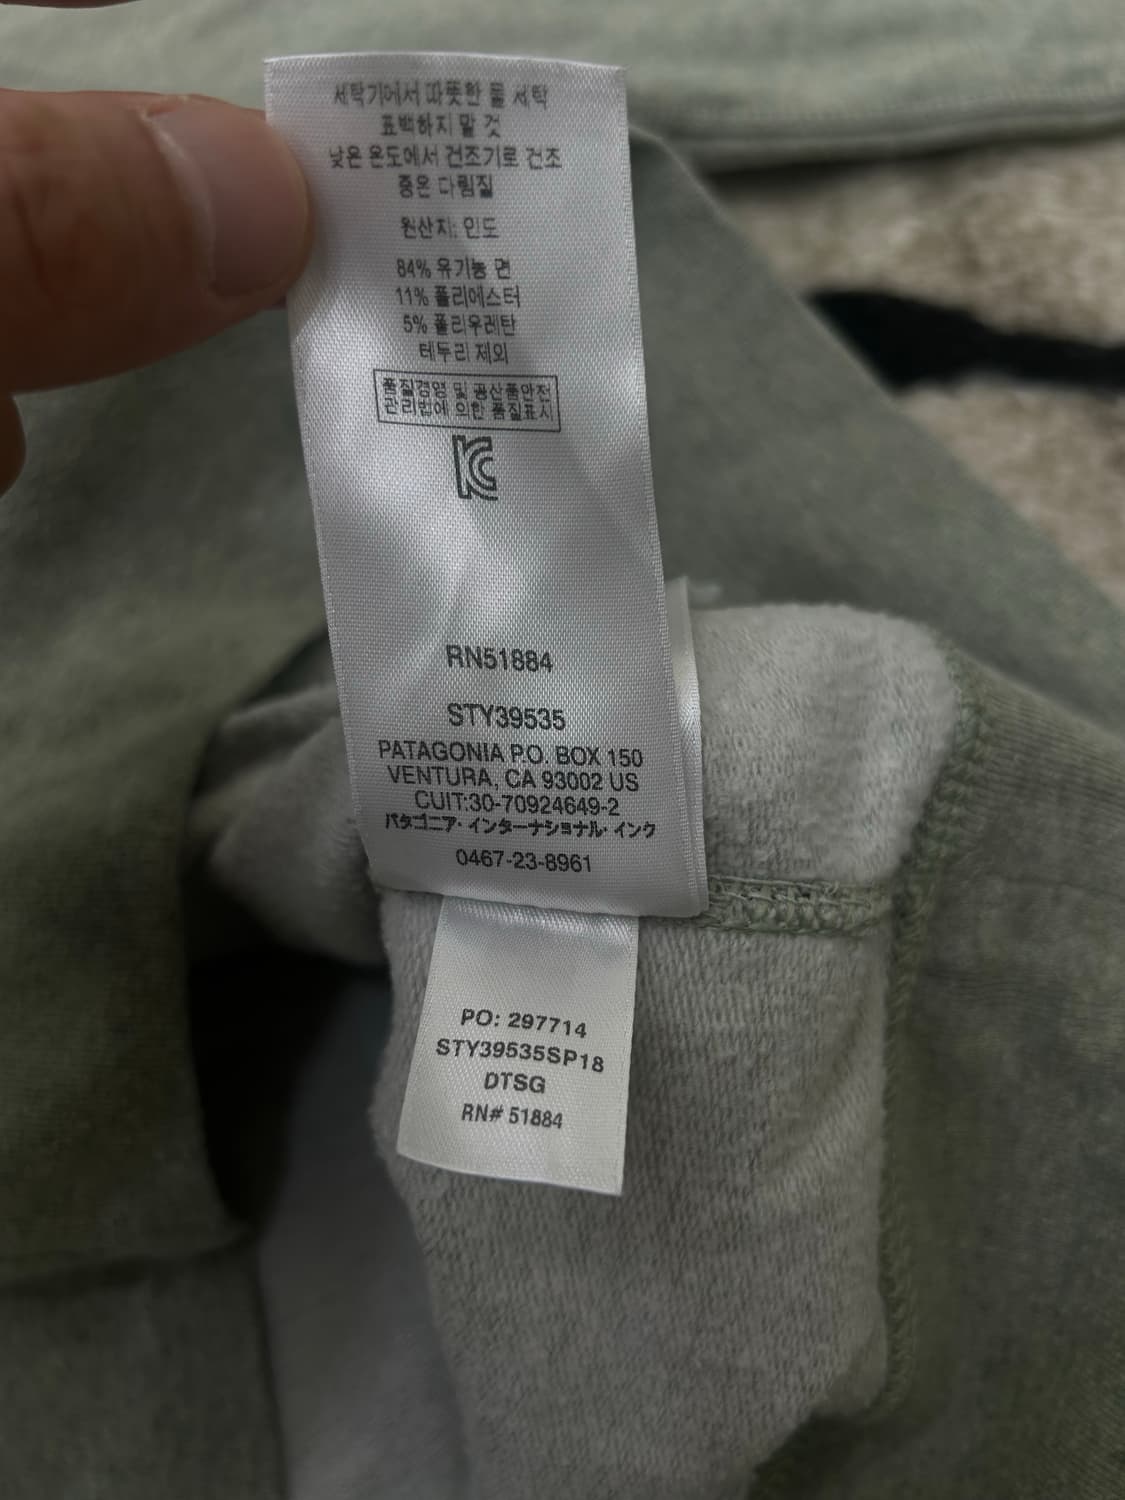 세탁기에서 따뜻한 물 세탁
표백하지 말 것
낮은 온도에서 건조기로 건조
중온 다림질
원산지: 인도
84% 유기농 면
11% 폴리에스터
5% 폴리우레탄
테두리 제외
품질경영 및 공산품안전
관리법에 의한 품질표시
RN51884
STY39535
PATAGONIA P.O. BOX 150
VENTURA, CA 93002 US
CUIT:30-70924649-2
パタゴニア・インターナショナル・インク
0467-23-8961
PO: 297714
STY39535SP18
DTSG
RN# 51884